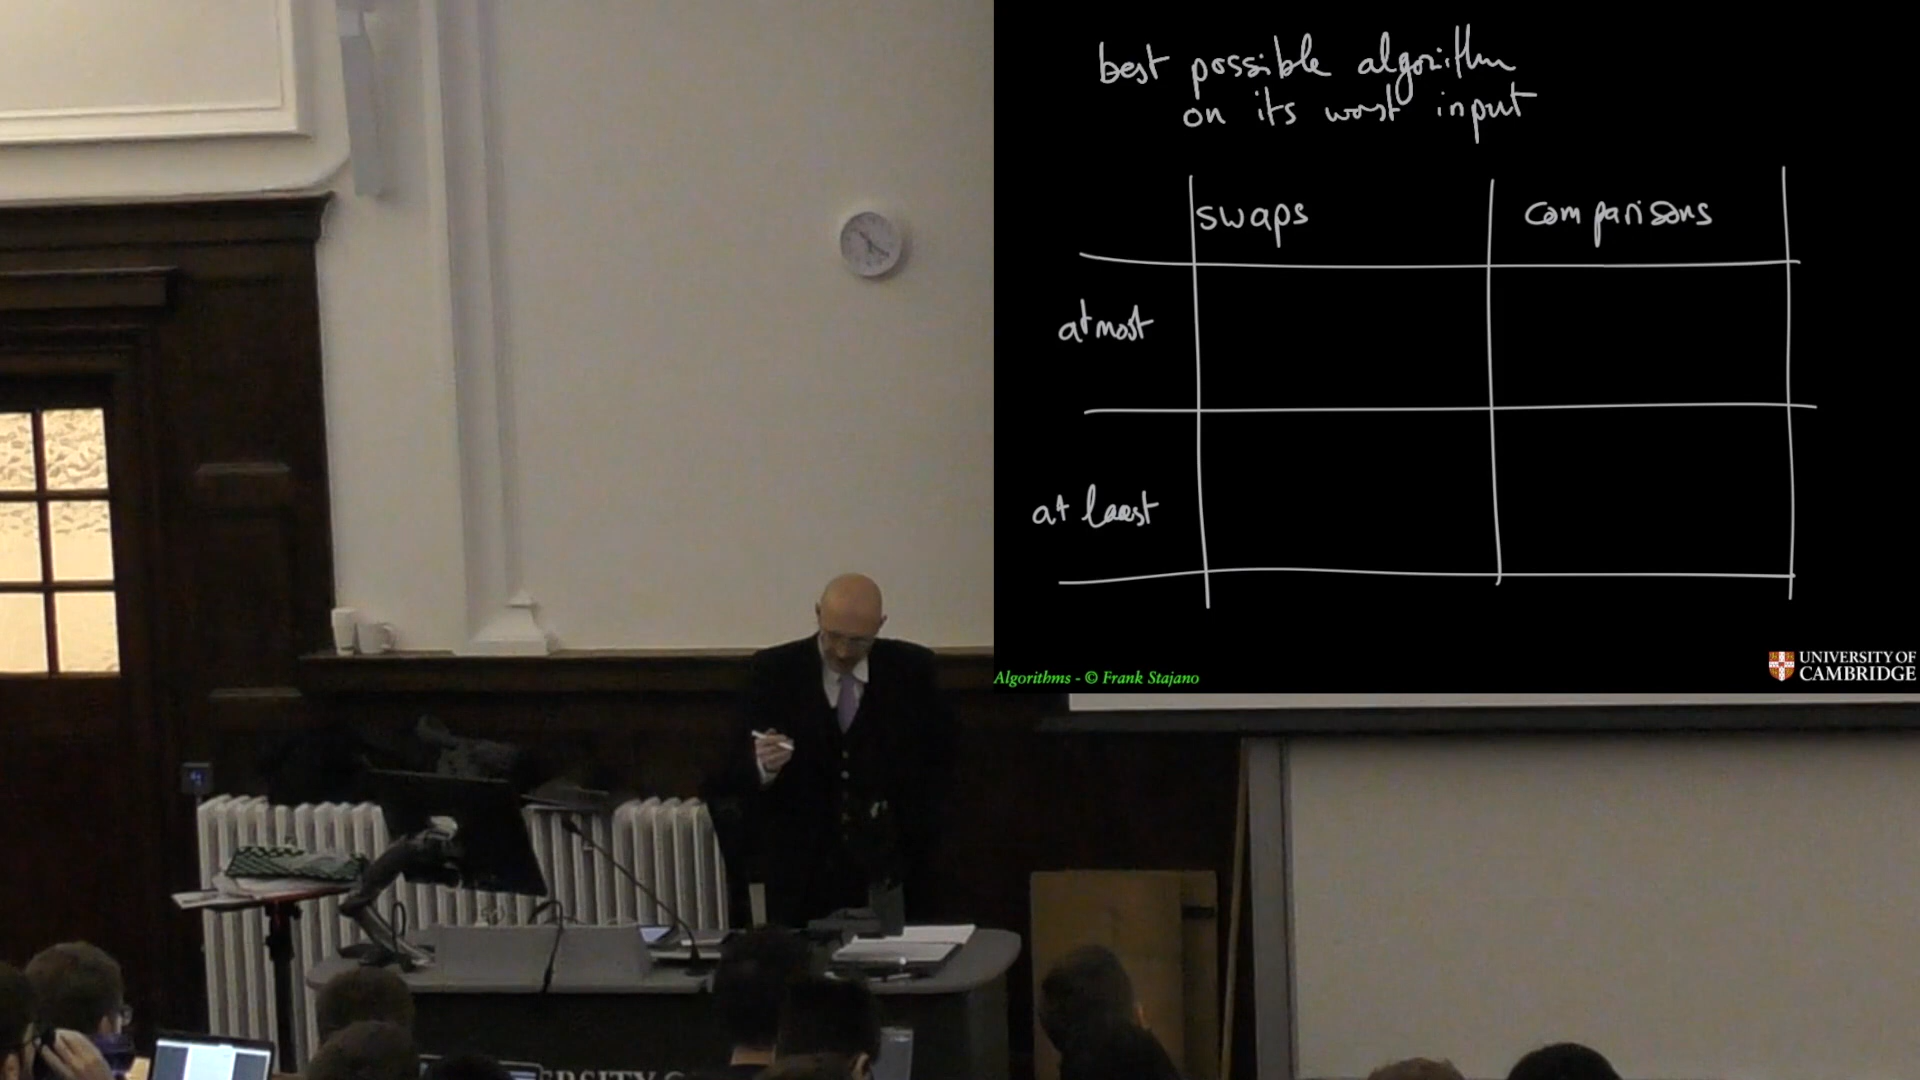 best possible algorithm
on its worst input
swaps comparisons
at most
at least
Algorithms - © Frank Stajano
UNIVERSITY OF
CAMBRIDGE